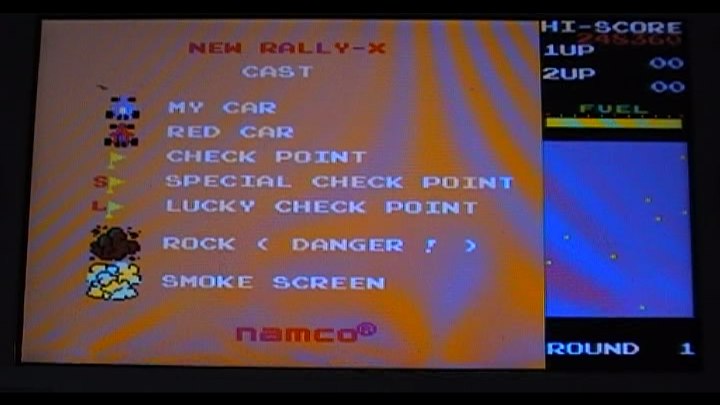 NEW RALLY-X
CAST
MY CAR
RED CAR
CHECK POINT
S SPECIAL CHECK POINT
L LUCKY CHECK POINT
ROCK ( DANGER ! )
SMOKE SCREEN
namco®
HI-SCORE
1UP
00
2UP
00
FUEL
ROUND 1